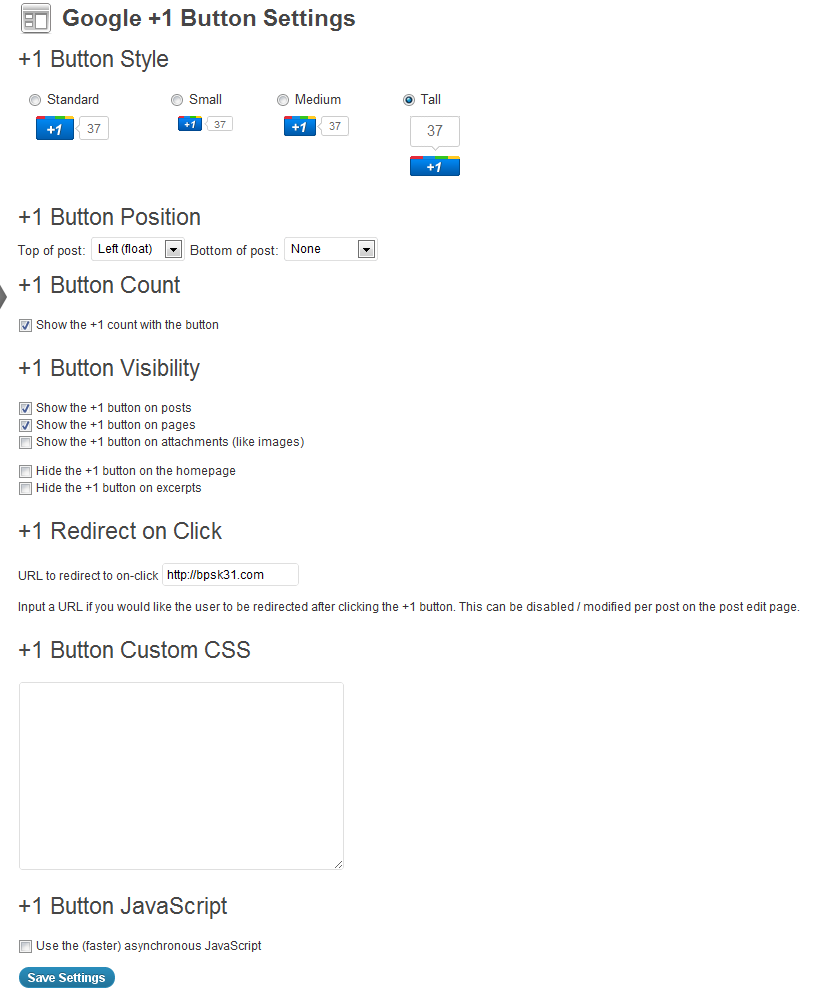 Google +1 Button Settings
+1 Button Style
Standard Small Medium Tall
+1 37 +1 37 +1 37 37
+1
+1 Button Position
Top of post: Left (float) Bottom of post: None
+1 Button Count
Show the +1 count with the button
+1 Button Visibility
Show the +1 button on posts
Show the +1 button on pages
Show the +1 button on attachments (like images)
Hide the +1 button on the homepage
Hide the +1 button on excerpts
+1 Redirect on Click
URL to redirect to on-click http://bpsk31.com
Input a URL if you would like the user to be redirected after clicking the +1 button. This can be disabled / modified per post on the post edit page.
+1 Button Custom CSS
+1 Button JavaScript
Use the (faster) asynchronous JavaScript
Save Settings